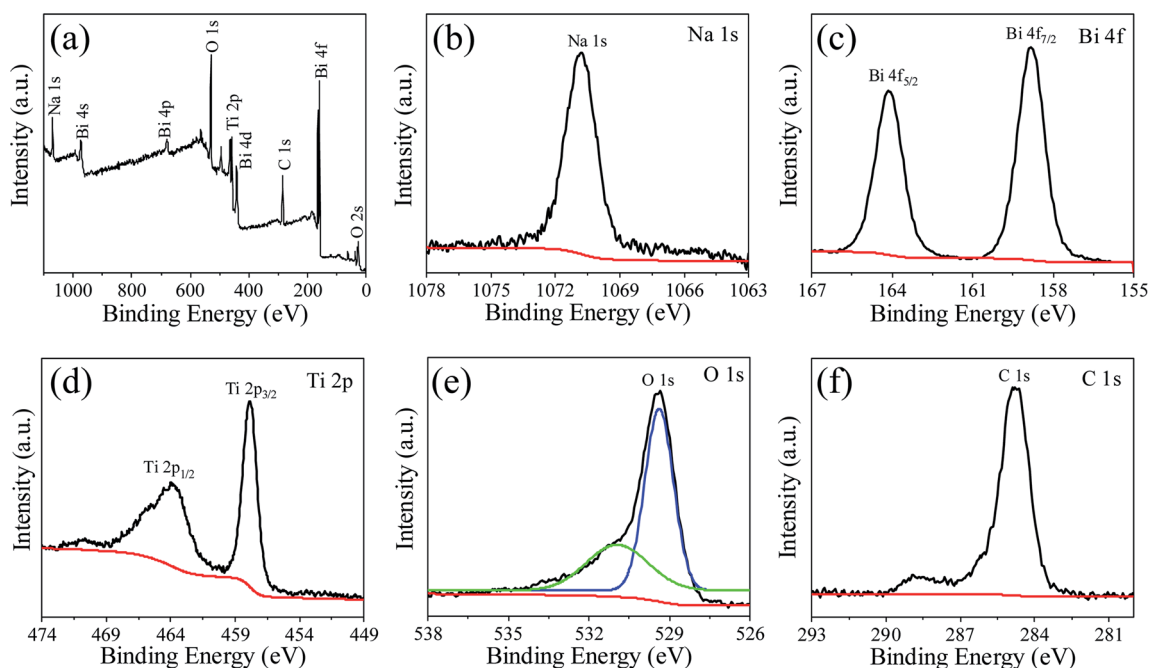 (a)
Na 1s
Bi 4s
Bi 4p
O 1s
Ti 2p
Bi 4d
C 1s
Bi 4f
O 2s
Intensity (a.u.)
1000 800 600 400 200 0
Binding Energy (eV)
(b)
Na 1s
Na 1s
Intensity (a.u.)
1078 1075 1072 1069 1066 1063
Binding Energy (eV)
(c)
Bi 4f
Bi 4f7/2
Bi 4f5/2
Intensity (a.u.)
167 164 161 158 155
Binding Energy (eV)
(d)
Ti 2p
Ti 2p3/2
Ti 2p1/2
Intensity (a.u.)
474 469 464 459 454 449
Binding Energy (eV)
(e)
O 1s
O 1s
Intensity (a.u.)
538 535 532 529 526
Binding Energy (eV)
(f)
C 1s
C 1s
Intensity (a.u.)
293 290 287 284 281
Binding Energy (eV)